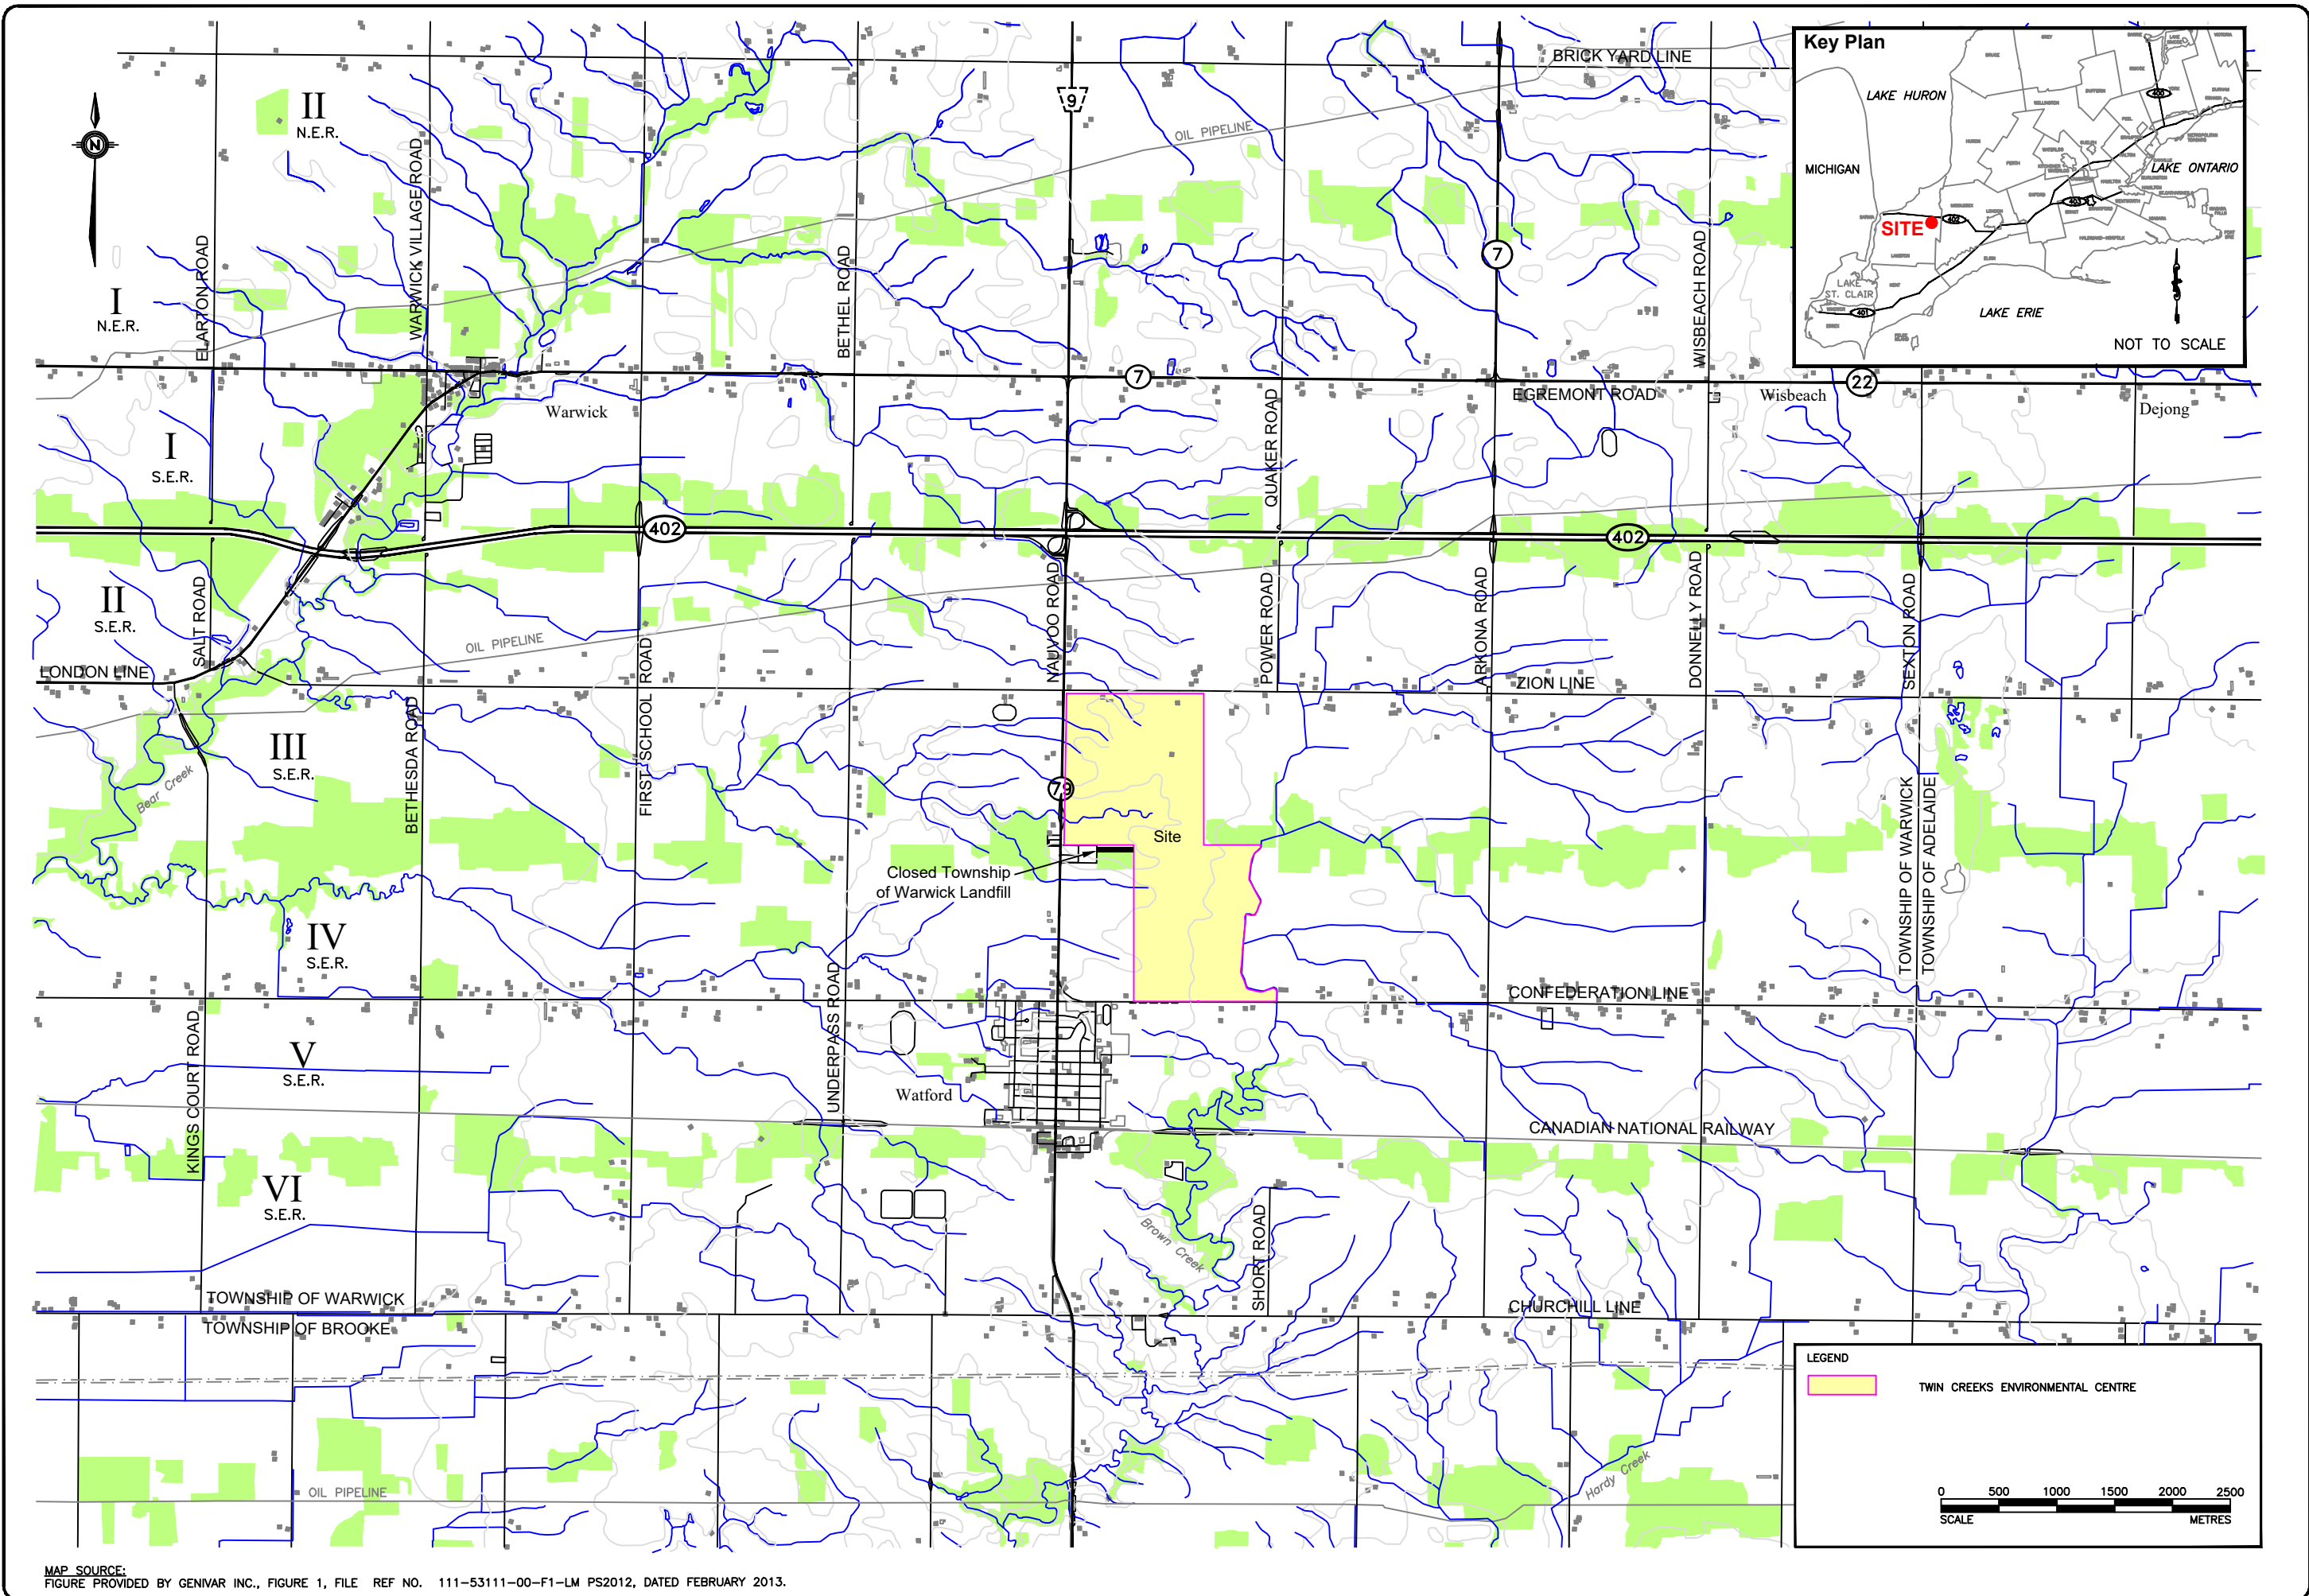 BRICK YARD LINE
Key Plan
LAKE HURON
MICHIGAN
LAKE ONTARIO
SITE
LAKE
ST. CLAIR
LAKE ERIE
NOT TO SCALE
400
402
403
401
II
N.E.R.
N
9
OIL PIPELINE
WARWICK VILLAGE ROAD
ELARTON ROAD
BETHEL ROAD
7
WISBEACH ROAD
I
N.E.R.
7
22
EGREMONT ROAD
Wisbeach
Dejong
Warwick
QUAKER ROAD
I
S.E.R.
402
402
II
S.E.R.
SALT ROAD
NAUVOO ROAD
POWER ROAD
ARKONA ROAD
DONNELLY ROAD
SEXTON ROAD
OIL PIPELINE
LONDON LINE
ZION LINE
BETHESDA ROAD
FIRST SCHOOL ROAD
III
S.E.R.
Bear Creek
79
Site
Closed Township
of Warwick Landfill
TOWNSHIP OF WARWICK
TOWNSHIP OF ADELAIDE
IV
S.E.R.
UNDERPASS ROAD
CONFEDERATION LINE
KINGS COURT ROAD
V
S.E.R.
Watford
CANADIAN NATIONAL RAILWAY
VI
S.E.R.
Brown Creek
SHORT ROAD
TOWNSHIP OF WARWICK
TOWNSHIP OF BROOKE
CHURCHILL LINE
LEGEND
TWIN CREEKS ENVIRONMENTAL CENTRE
Hardy Creek
OIL PIPELINE
0 500 1000 1500 2000 2500
SCALE METRES
MAP SOURCE:
FIGURE PROVIDED BY GENIVAR INC., FIGURE 1, FILE REF NO. 111-53111-00-F1-LM PS2012, DATED FEBRUARY 2013.